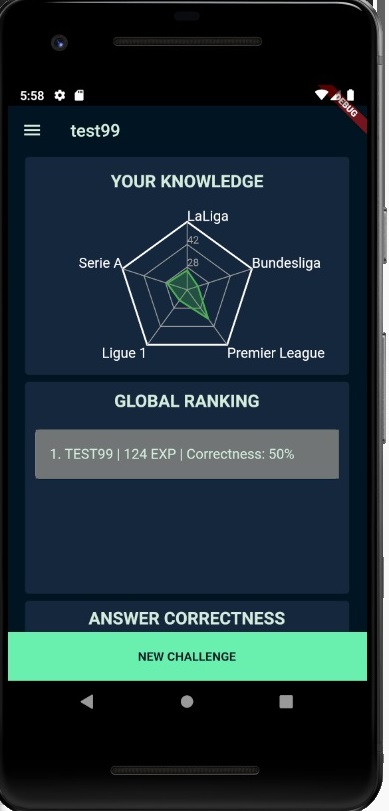 5:58
DEBUG
test99
YOUR KNOWLEDGE
LaLiga
42
Serie A
28
Bundesliga
Ligue 1
Premier League
GLOBAL RANKING
1. TEST99 | 124 EXP | Correctness: 50%
ANSWER CORRECTNESS
NEW CHALLENGE